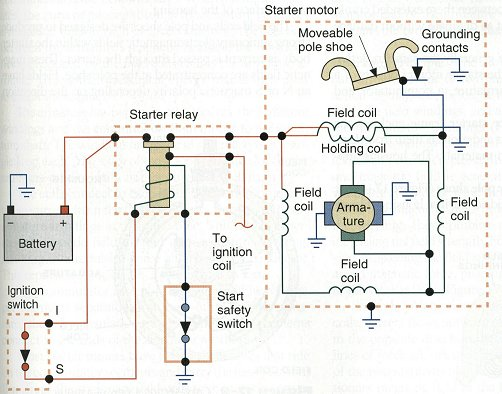 Starter motor
Moveable
pole shoe
Grounding
contacts
Starter relay
Field coil
Holding coil
Field
coil
Arma-
ture
Field
coil
Field
coil
–
+
Battery
To
ignition
coil
Ignition
switch
I
S
Start
safety
switch